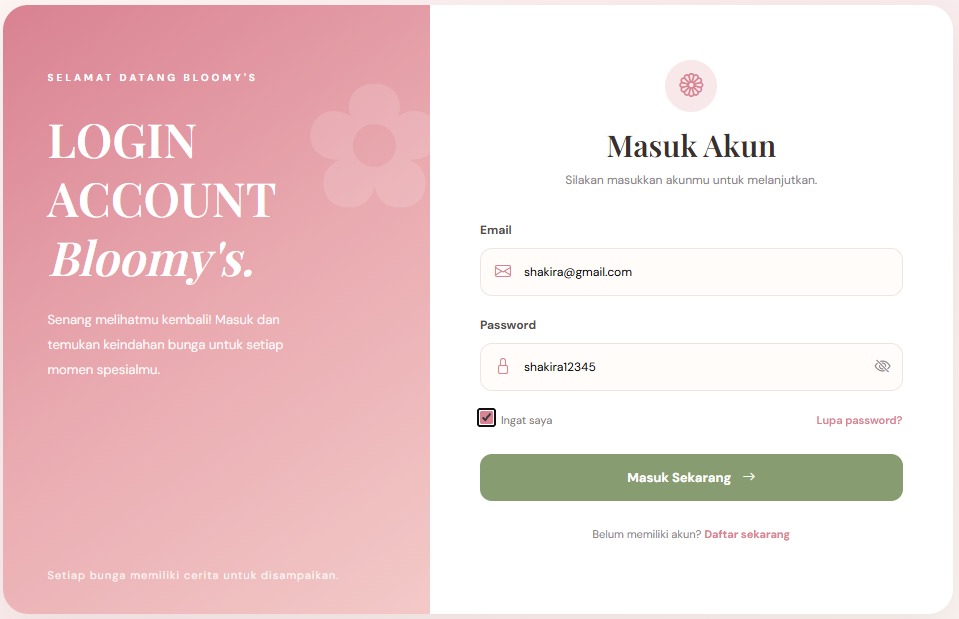 SELAMAT DATANG BLOOMY'S
LOGIN
ACCOUNT
Bloomy's.
Senang melihatmu kembali! Masuk dan
temukan keindahan bunga untuk setiap
momen spesialmu.
Setiap bunga memiliki cerita untuk disampaikan.
Masuk Akun
Silakan masukkan akunmu untuk melanjutkan.
Email
shakira@gmail.com
Password
shakira12345
Ingat saya
Lupa password?
Masuk Sekarang →
Belum memiliki akun? Daftar sekarang